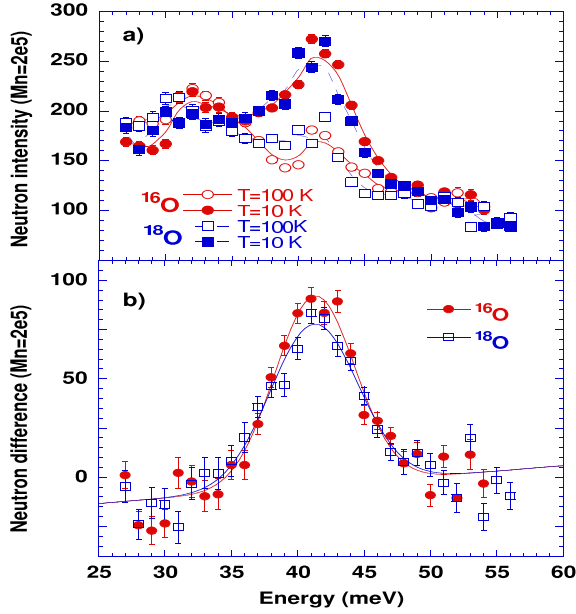 300
250
200
150
100
Neutron intensity (Mn=2e5)
a)
¹⁶O T=100 K
T=10 K
¹⁸O T=100K
T=10 K
100
50
0
Neutron difference (Mn=2e5)
b)
¹⁶O
¹⁸O
25 30 35 40 45 50 55 60
Energy (meV)